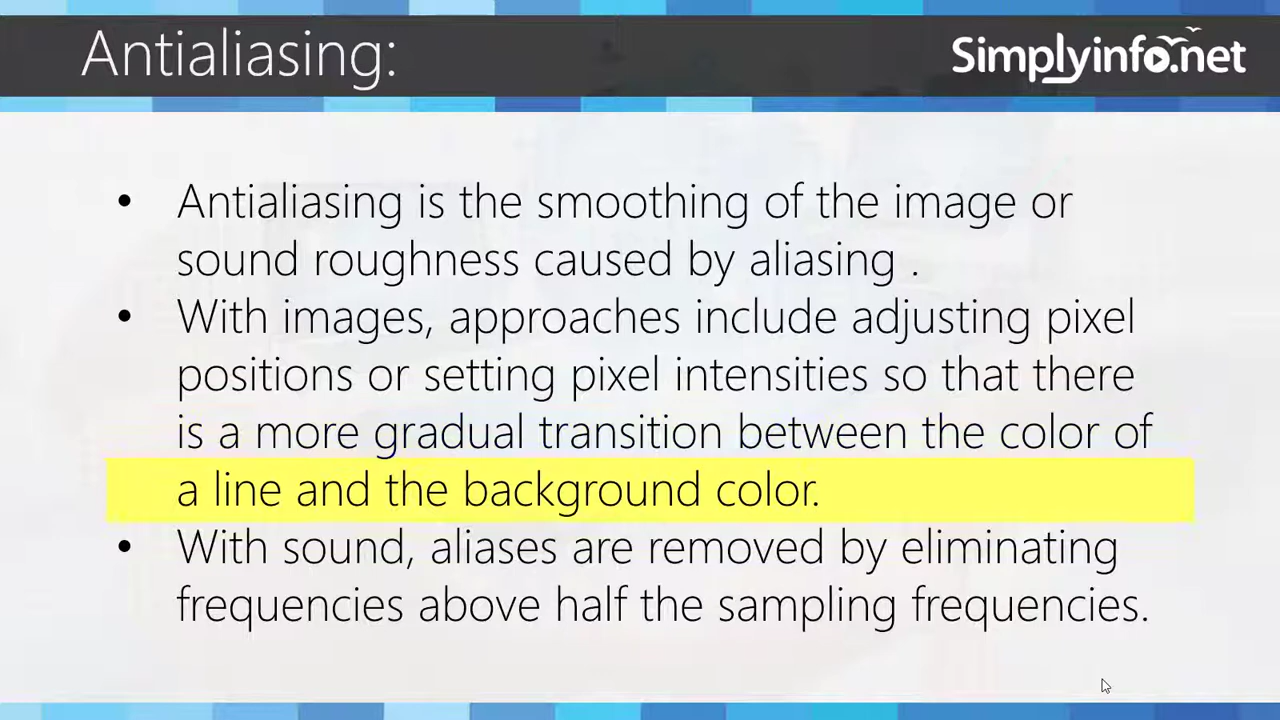 Antialiasing:
Simplyinfo.net
• Antialiasing is the smoothing of the image or
sound roughness caused by aliasing .
• With images, approaches include adjusting pixel
positions or setting pixel intensities so that there
is a more gradual transition between the color of
a line and the background color.
• With sound, aliases are removed by eliminating
frequencies above half the sampling frequencies.